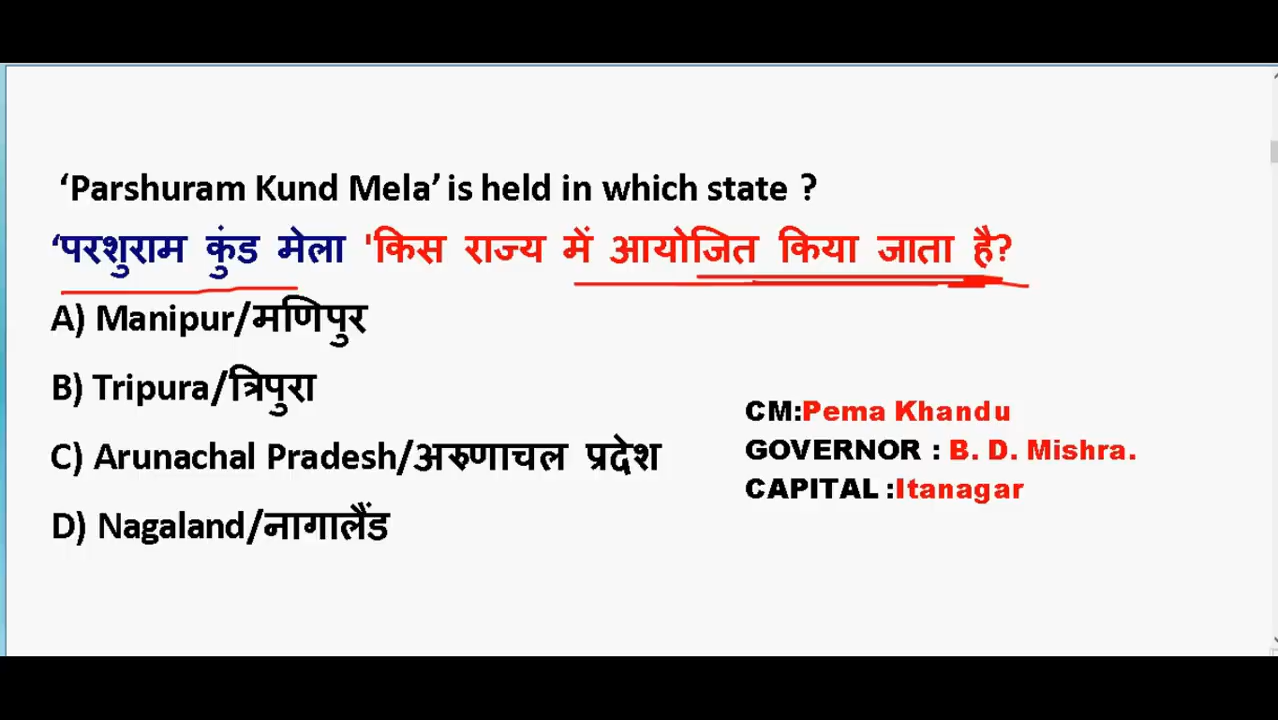 ‘Parshuram Kund Mela’ is held in which state ?
‘परशुराम कुंड मेला 'किस राज्य में आयोजित किया जाता है?
A) Manipur/मणिपुर
B) Tripura/त्रिपुरा
C) Arunachal Pradesh/अरुणाचल प्रदेश
D) Nagaland/नागालैंड
CM:Pema Khandu
GOVERNOR : B. D. Mishra.
CAPITAL :Itanagar